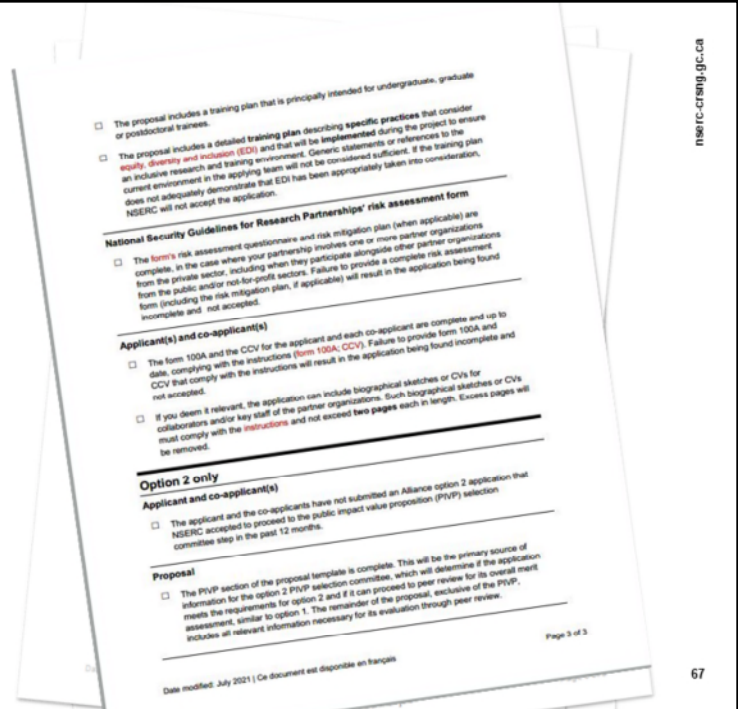 ☐ The proposal includes a training plan that is principally intended for undergraduate, graduate
or postdoctoral trainees.
☐ The proposal includes a detailed training plan describing specific practices that consider
equity, diversity and inclusion (EDI) and that will be implemented during the project to ensure
an inclusive research and training environment. Generic statements or references to the
current environment in the applying team will not be considered sufficient. If the training plan
does not adequately demonstrate that EDI has been appropriately taken into consideration,
NSERC will not accept the application.
National Security Guidelines for Research Partnerships' risk assessment form
☐ The form's risk assessment questionnaire and risk mitigation plan (when applicable) are
complete, in the case where your partnership involves one or more partner organizations
from the private sector, including when they participate alongside other partner organizations
from the public and/or not-for-profit sectors. Failure to provide a complete risk assessment
form (including the risk mitigation plan, if applicable) will result in the application being found
incomplete and not accepted.
Applicant(s) and co-applicant(s)
☐ The form 100A and the CCV for the applicant and each co-applicant are complete and up to
date, complying with the instructions (form 100A; CCV). Failure to provide form 100A and
CCV that comply with the instructions will result in the application being found incomplete and
not accepted.
☐ If you deem it relevant, the application can include biographical sketches or CVs for
collaborators and/or key staff of the partner organizations. Such biographical sketches or CVs
must comply with the instructions and not exceed two pages each in length. Excess pages will
be removed.
Option 2 only
Applicant and co-applicant(s)
☐ The applicant and the co-applicants have not submitted an Alliance option 2 application that
NSERC accepted to proceed to the public impact value proposition (PIVP) selection
committee step in the past 12 months.
Proposal
☐ The PIVP section of the proposal template is complete. This will be the primary source of
information for the option 2 PIVP selection committee, which will determine if the application
meets the requirements for option 2 and if it can proceed to peer review for its overall merit
assessment, similar to option 1. The remainder of the proposal, exclusive of the PIVP,
includes all relevant information necessary for its evaluation through peer review.
Page 3 of 3
Date modified: July 2021 | Ce document est disponible en français
nserc-crsng.gc.ca
67